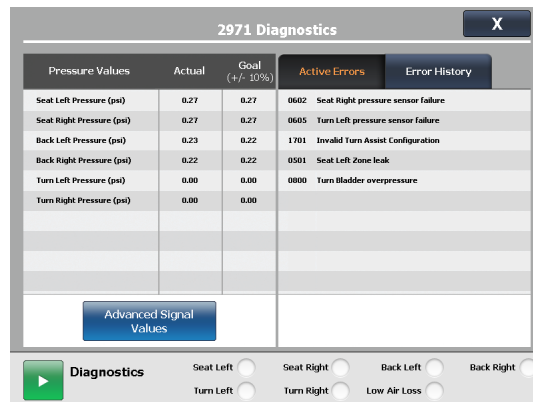 2971 Diagnostics
X
Pressure Values Actual Goal (+/- 10%)
Active Errors Error History
Seat Left Pressure (psi) 0.27 0.27
Seat Right Pressure (psi) 0.27 0.27
Back Left Pressure (psi) 0.23 0.22
Back Right Pressure (psi) 0.22 0.22
Turn Left Pressure (psi) 0.00 0.00
Turn Right Pressure (psi) 0.00 0.00
0602 Seat Right pressure sensor failure
0605 Turn Left pressure sensor failure
1701 Invalid Turn Assist Configuration
0501 Seat Left Zone leak
0800 Turn Bladder overpressure
Advanced Signal
Values
Diagnostics
Seat Left Seat Right Back Left Back Right
Turn Left Turn Right Low Air Loss